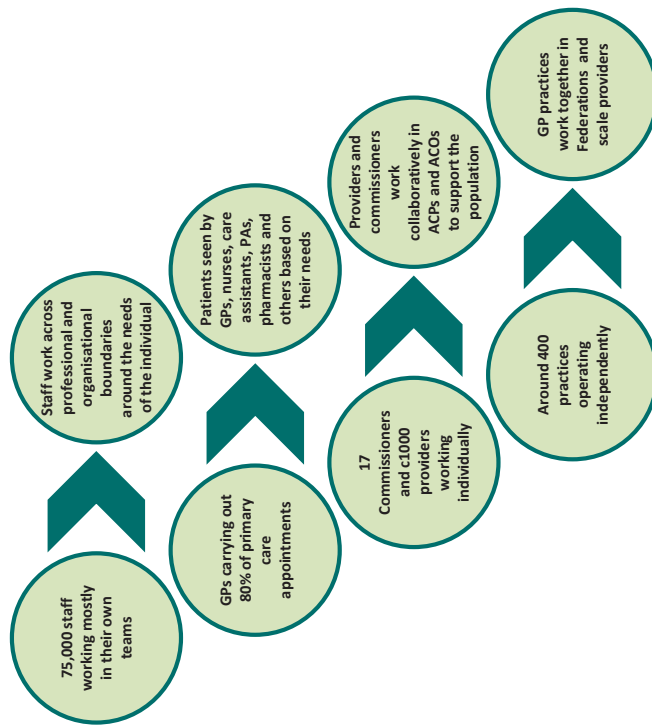 75,000 staff
working mostly
in their own
teams
Staff work across
professional and
organisational
boundaries
around the needs
of the individual
GPs carrying out
80% of primary
care
appointments
Patients seen by
GPs, nurses, care
assistants, PAs,
pharmacists and
others based on
their needs
17
Commissioners
and c1000
providers
working
individually
Providers and
commissioners
work
collaboratively in
ACPs and ACOs
to support the
population
Around 400
practices
operating
independently
GP practices
work together in
Federations and
scale providers